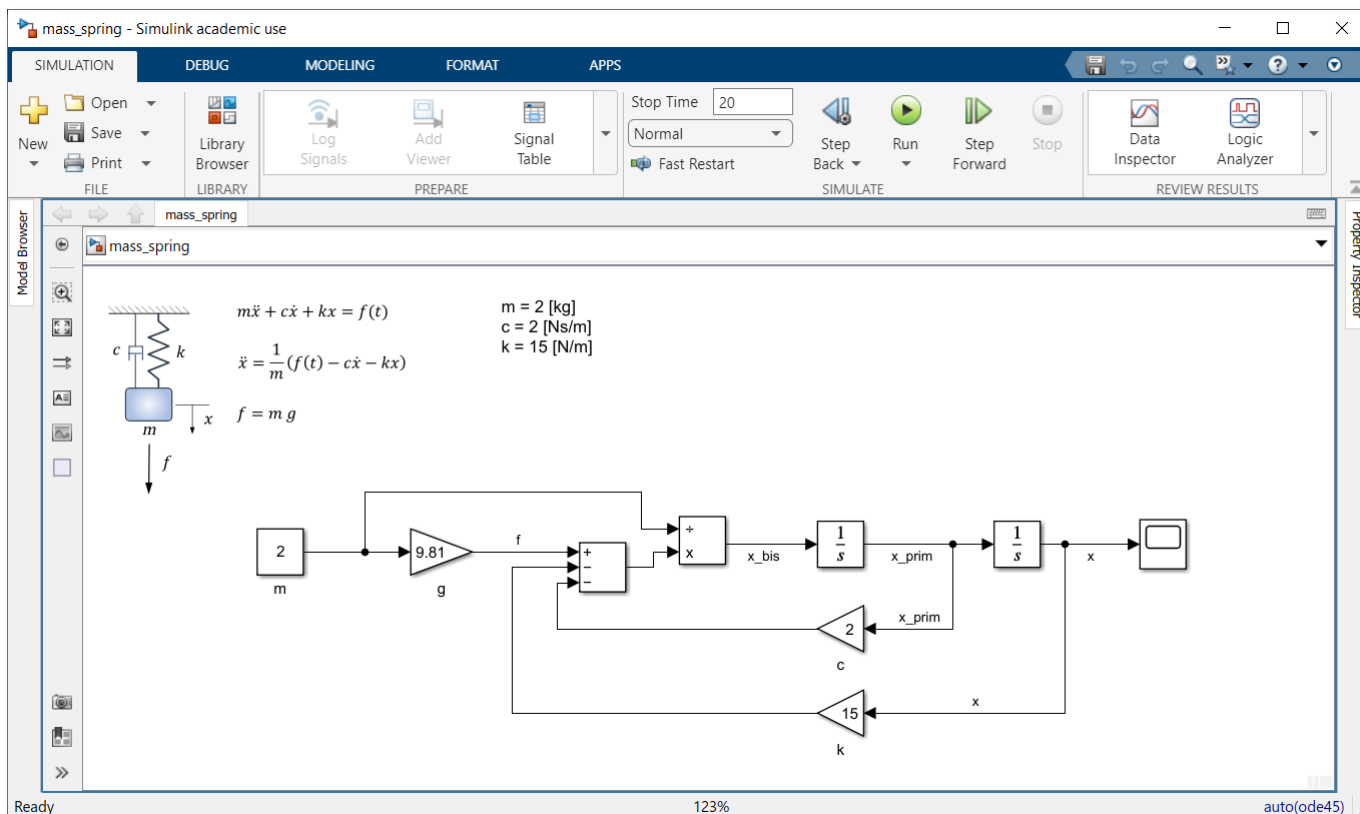 mass_spring - Simulink academic use
SIMULATION DEBUG MODELING FORMAT APPS
New
Open
Save
Print
FILE
Library
Browser
LIBRARY
Log
Signals
Add
Viewer
Signal
Table
PREPARE
Stop Time 20
Normal
Fast Restart
Step
Back
Run
Step
Forward
Stop
SIMULATE
Data
Inspector
Logic
Analyzer
REVIEW RESULTS
Model Browser
Property Inspector
mass_spring
mass_spring
c
k
m
x
f
mẍ + cẋ + kx = f(t)
ẍ = 1/m (f(t) − cẋ − kx)
f = m g
m = 2 [kg]
c = 2 [Ns/m]
k = 15 [N/m]
2
m
9.81
g
f
+
−
−
÷
x
x_bis
1
s
x_prim
1
s
x
x_prim
2
c
x
15
k
Ready 123% auto(ode45)